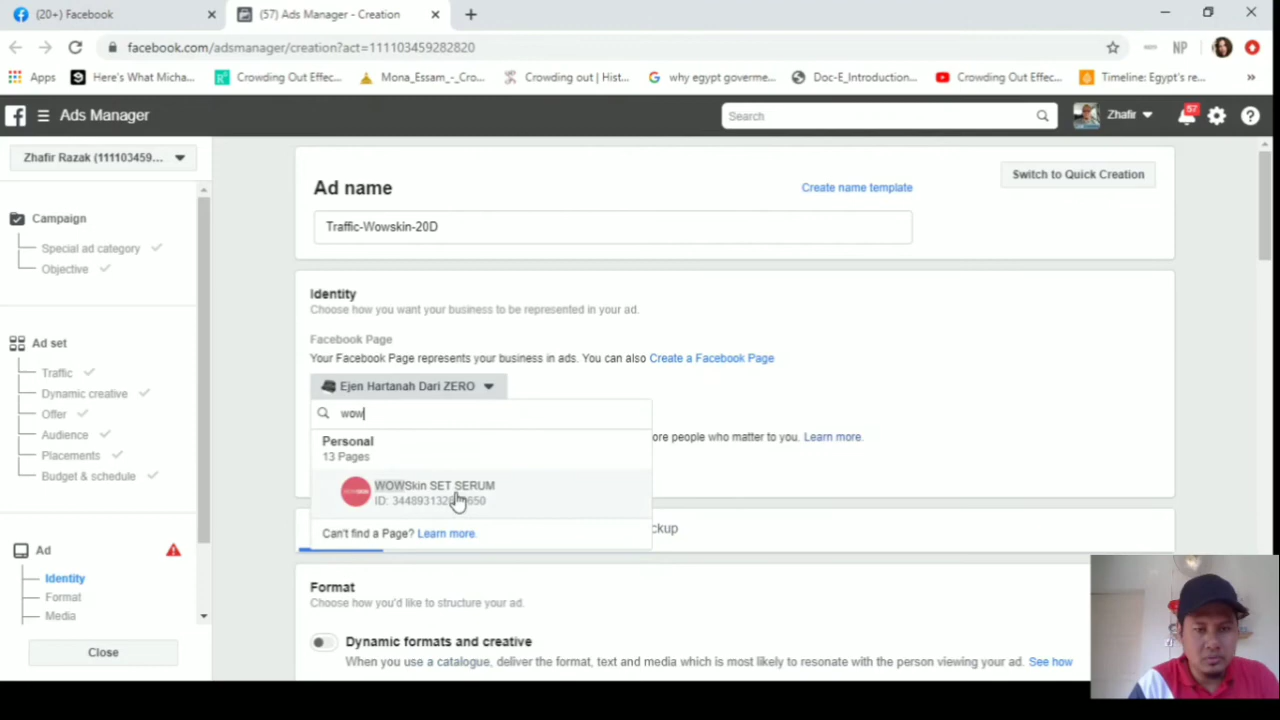 (20+) Facebook
(57) Ads Manager - Creation
facebook.com/adsmanager/creation?act=111103459282820
NP
Apps
Here's What Micha...
Crowding Out Effec...
Mona_Essam_-_Cro...
Crowding out | Hist...
why egypt governme...
Doc-E_Introduction...
Crowding Out Effec...
Timeline: Egypt's re...
Ads Manager
Search
Zhafir
57
Zhafir Razak (111103459...
Campaign
Special ad category
Objective
Ad set
Traffic
Dynamic creative
Offer
Audience
Placements
Budget & schedule
Ad
Identity
Format
Media
Close
Ad name
Create name template
Switch to Quick Creation
Traffic-Wowskin-20D
Identity
Choose how you want your business to be represented in your ad.
Facebook Page
Your Facebook Page represents your business in ads. You can also Create a Facebook Page
Ejen Hartanah Dari ZERO
wow
ore people who matter to you. Learn more.
Personal
13 Pages
WOWSkin SET SERUM
ID:
Can't find a Page? Learn more.
ckup
Format
Choose how you'd like to structure your ad.
Dynamic formats and creative
When you use a catalogue, deliver the format, text and media which is most likely to resonate with the person viewing your ad. See how